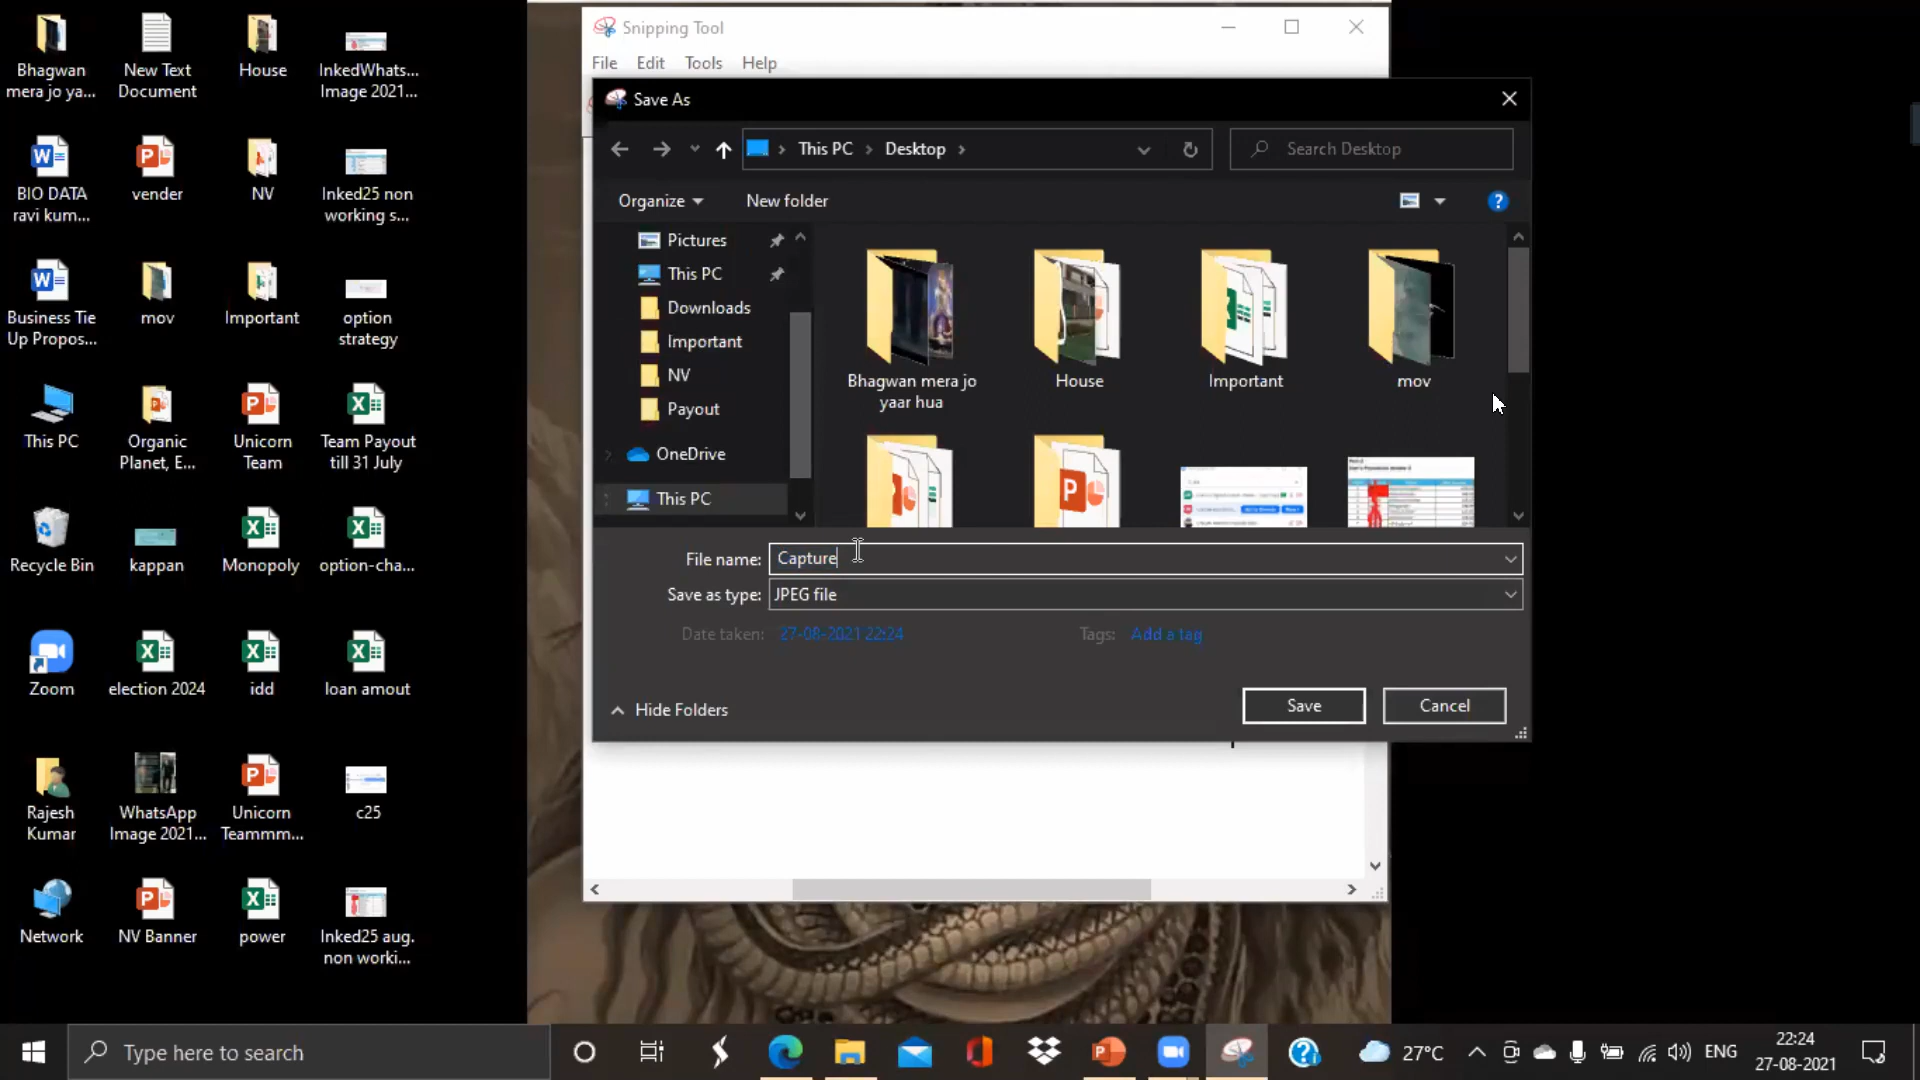 Bhagwan
mera jo ya...
New Text
Document
House
InkedWhats...
Image 2021...
BIO DATA
ravi kum...
vender
NV
Inked25 non
working s...
Business Tie
Up Propos...
mov
Important
option
strategy
This PC
Organic
Planet, E...
Unicorn
Team
Team Payout
till 31 July
Recycle Bin
kappan
Monopoly
option-cha...
Zoom
election 2024
idd
loan amout
Rajesh
Kumar
WhatsApp
Image 2021...
Unicorn
Teammm...
c25
Network
NV Banner
power
Inked25 aug.
non worki...
Snipping Tool
File Edit Tools Help
Save As
This PC > Desktop >
Search Desktop
Organize
New folder
Pictures
This PC
Downloads
Important
NV
Payout
OneDrive
This PC
Bhagwan mera jo
yaar hua
House
Important
mov
File name: Capture
Save as type: JPEG file
Date taken: 27-08-2021 22:24
Tags: Add a tag
Hide Folders
Save
Cancel
Type here to search
27°C
ENG
22:24
27-08-2021